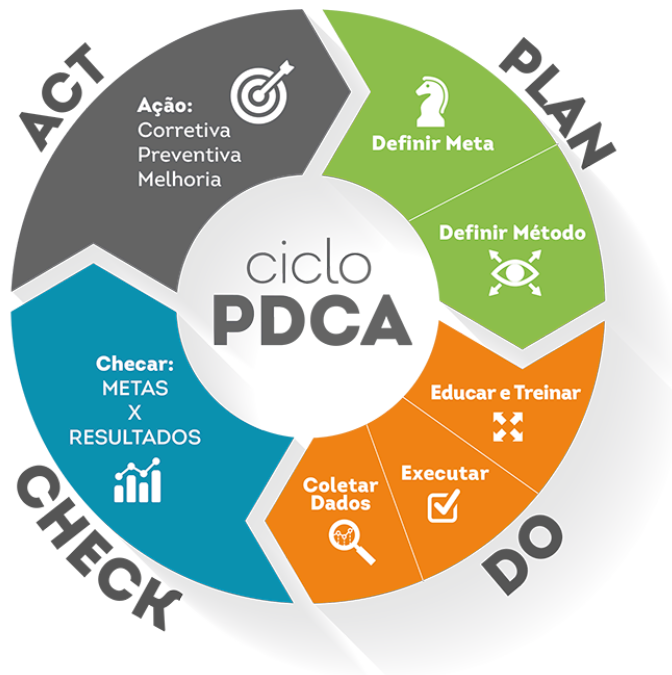 ciclo
PDCA
PLAN
Definir Meta
Definir Método
DO
Educar e Treinar
Executar
Coletar
Dados
CHECK
Checar:
METAS
X
RESULTADOS
ACT
Ação:
Corretiva
Preventiva
Melhoria